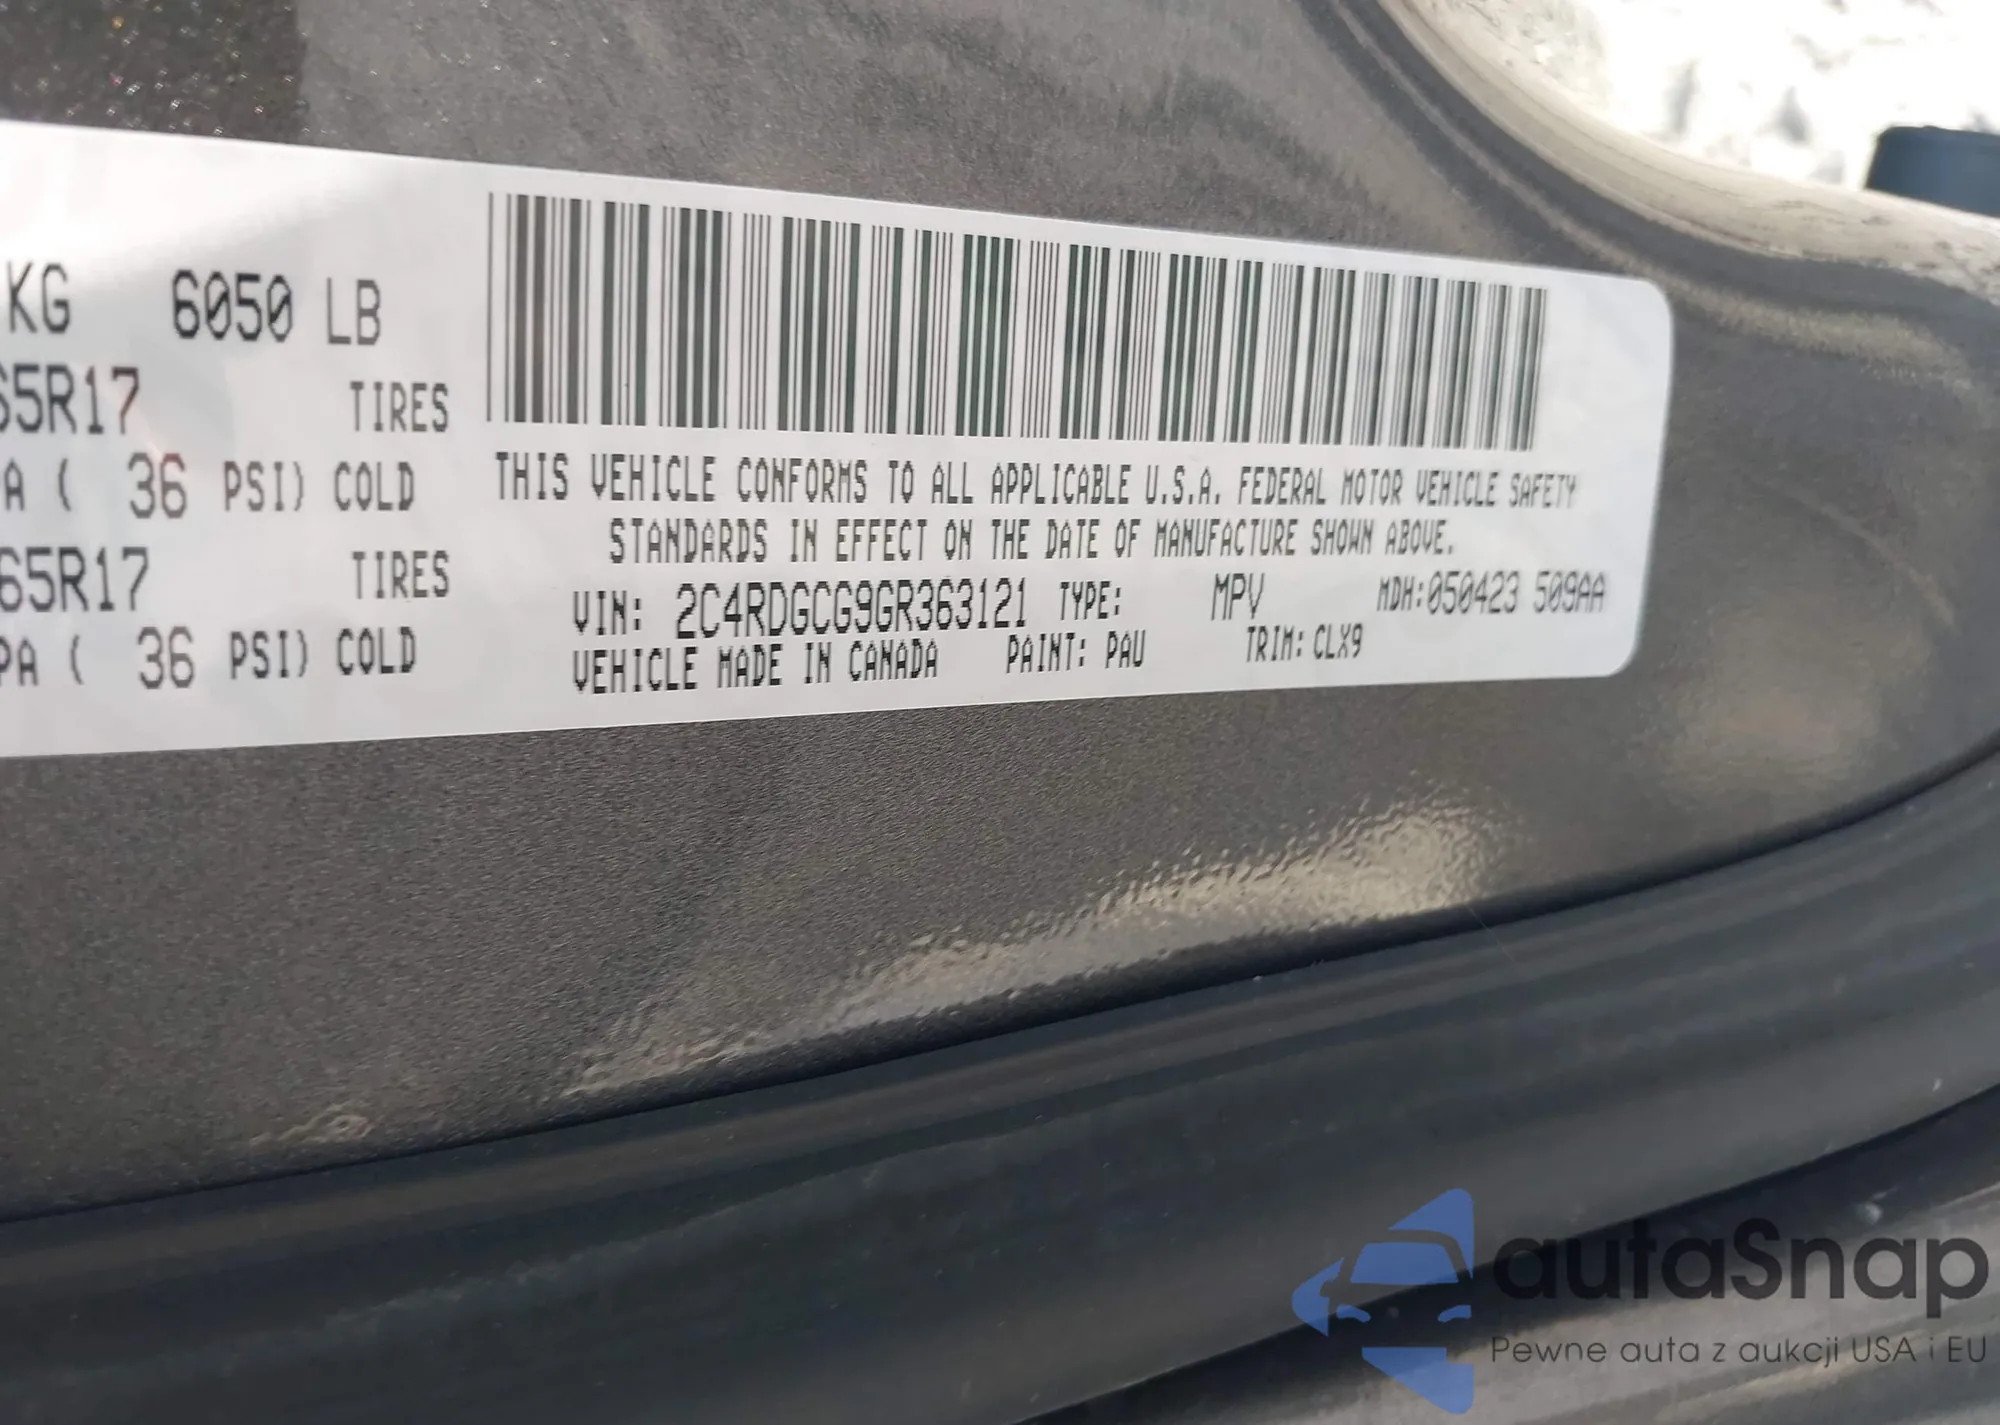 KG 6050 LB
65R17 TIRES
PA ( 36 PSI) COLD
65R17 TIRES
PA ( 36 PSI) COLD
THIS VEHICLE CONFORMS TO ALL APPLICABLE U.S.A. FEDERAL MOTOR VEHICLE SAFETY
STANDARDS IN EFFECT ON THE DATE OF MANUFACTURE SHOWN ABOVE.
VIN: 2C4RDGCG9GR363121 TYPE: MPV MDH:050423 509AA
VEHICLE MADE IN CANADA PAINT: PAU TRIM: CLX9
autaSnap
Pewne auta z aukcji USA i EU